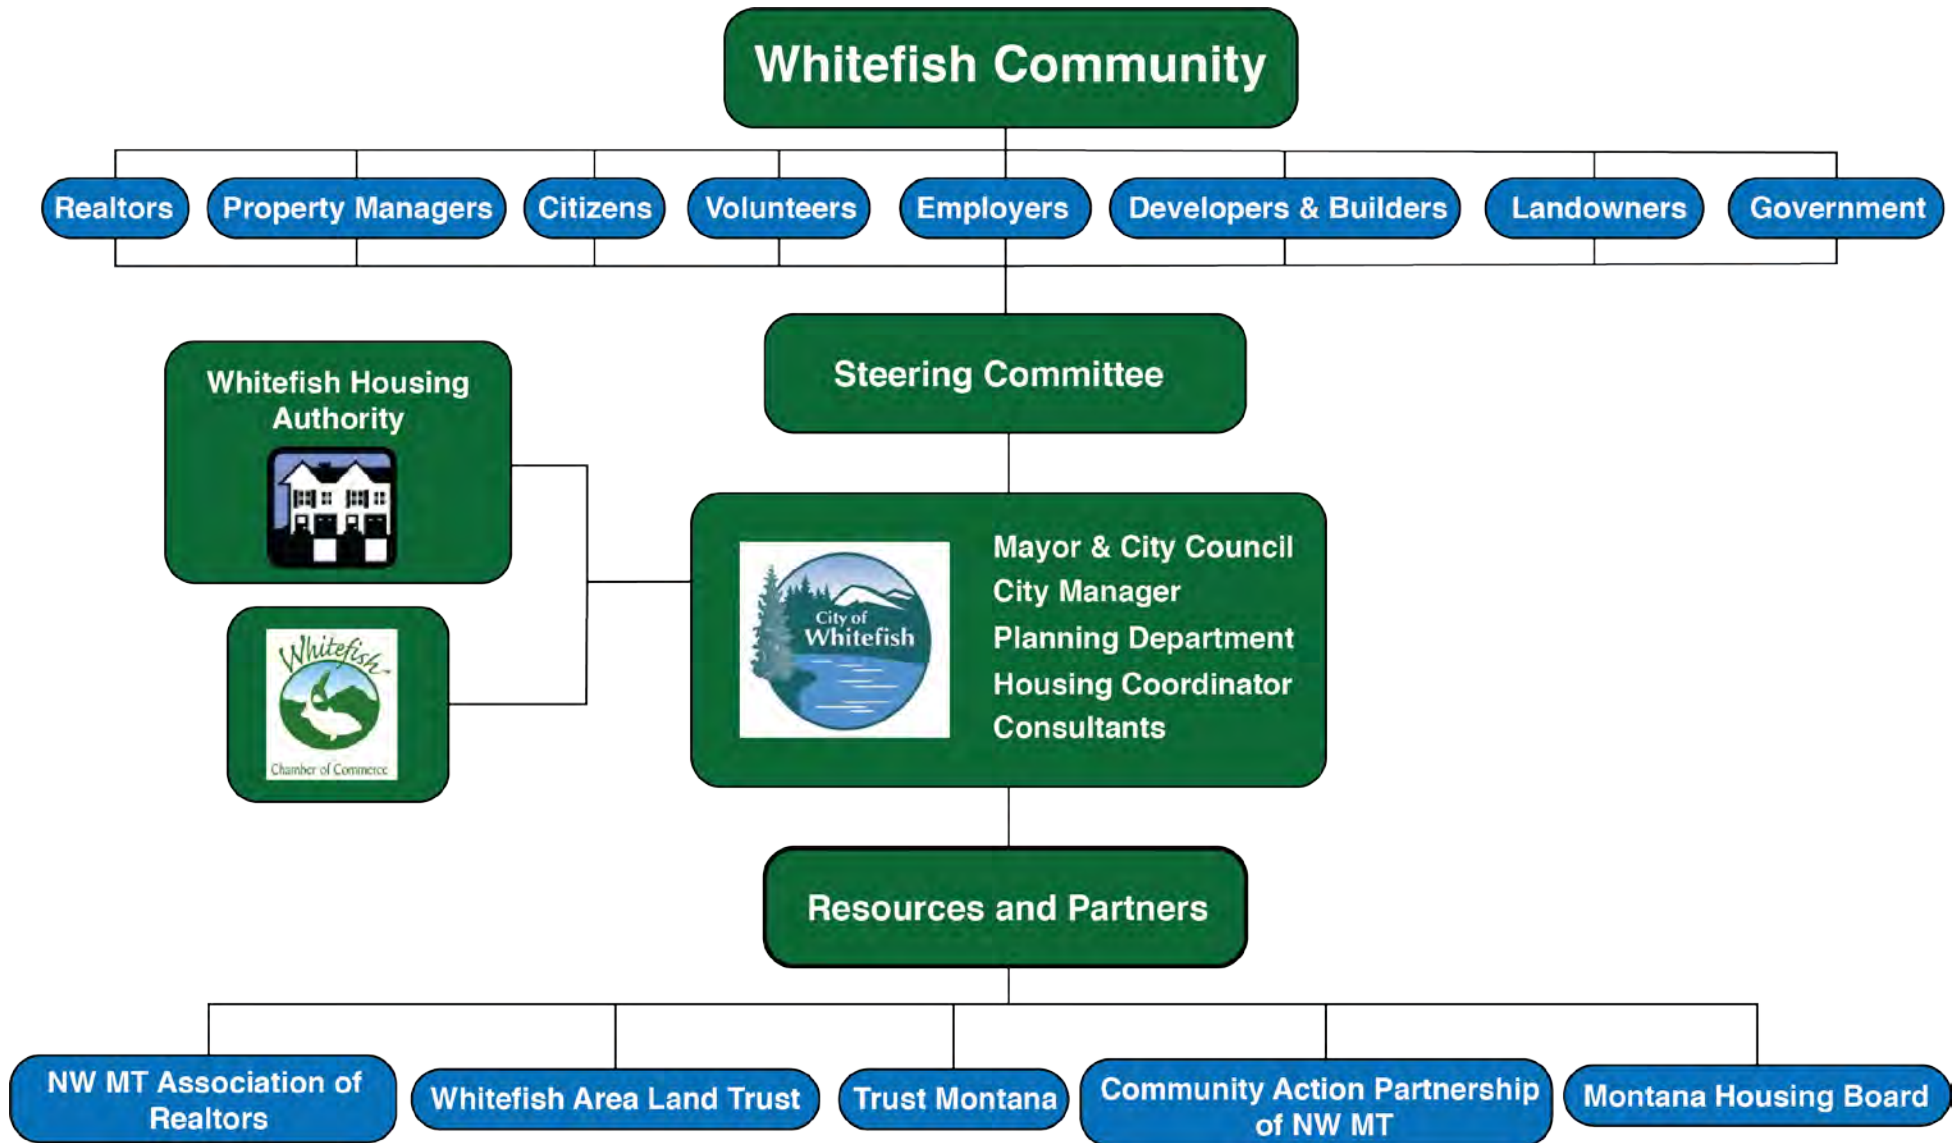 Whitefish Community
Realtors
Property Managers
Citizens
Volunteers
Employers
Developers & Builders
Landowners
Government
Steering Committee
Whitefish Housing
Authority
Whitefish
Chamber of Commerce
City of
Whitefish
Mayor & City Council
City Manager
Planning Department
Housing Coordinator
Consultants
Resources and Partners
NW MT Association of
Realtors
Whitefish Area Land Trust
Trust Montana
Community Action Partnership
of NW MT
Montana Housing Board